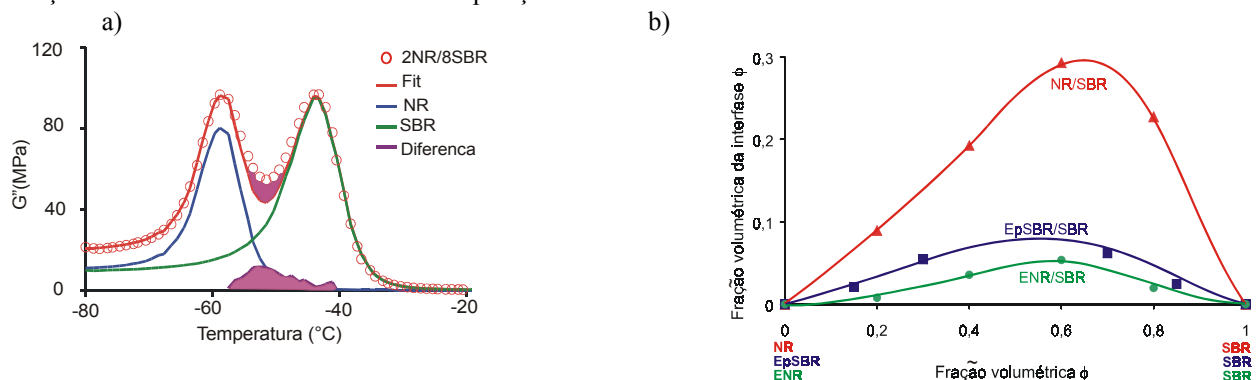 a)
b)
120
80
40
0
G”(MPa)
2NR/8SBR
Fit
NR
SBR
Diferenca
-80
-60
-40
-20
Temperatura (°C)
0,3
0,2
0,1
0
Fração volumétrica da interfase ϕ
NR/SBR
EpSBR/SBR
ENR/SBR
0
0,2
0,4
0,6
0,8
1
NR
EpSBR
ENR
SBR
SBR
SBR
Fração volumétrica ϕ